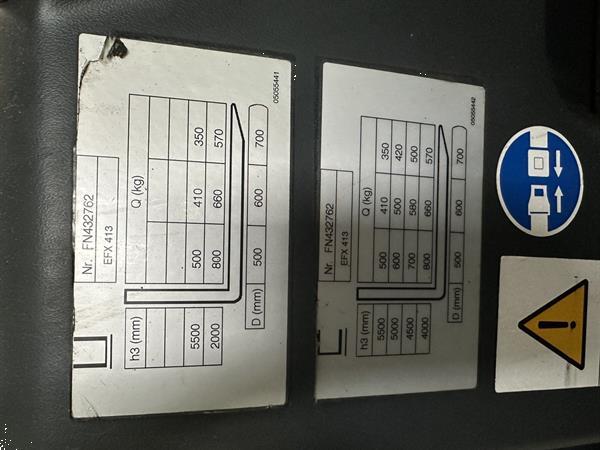 Nr. FN432762
EFX 413
h3 (mm) Q (kg)
5500 500 410 350
2000 800 660 570
D (mm) 500 600 700
05055441
Nr. FN432762
EFX 413
h3 (mm) Q (kg)
5500 500 410 350
5000 600 500 420
4500 700 580 500
4000 800 660 570
D (mm) 500 600 700
05055442